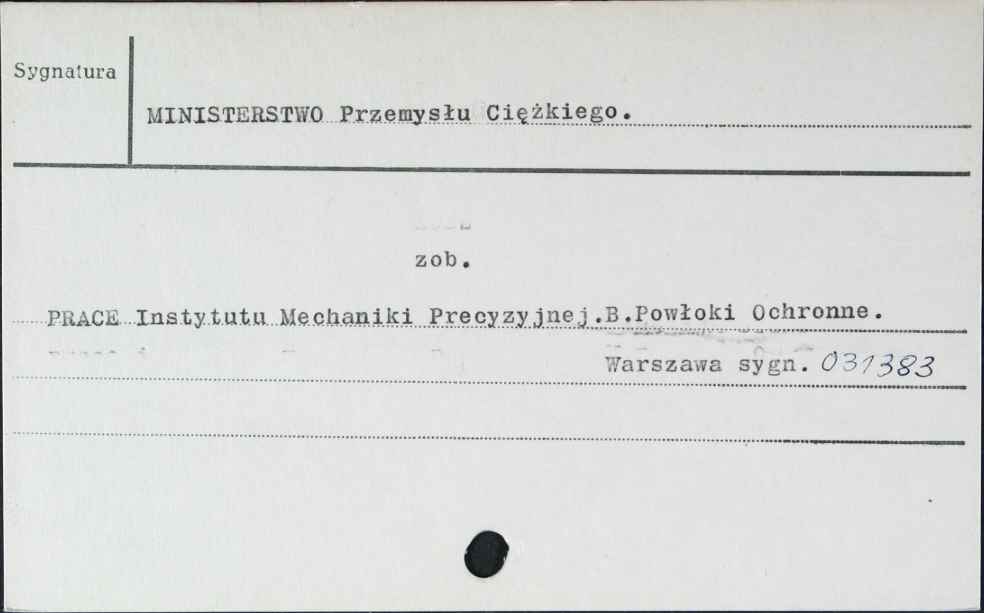 Sygnatura
MINISTERSTWO Przemysłu Ciężkiego.
zob.
PRACE Instytutu Mechaniki Precyzyjnej.B.Powłoki Ochronne.
Warszawa sygn. 031383